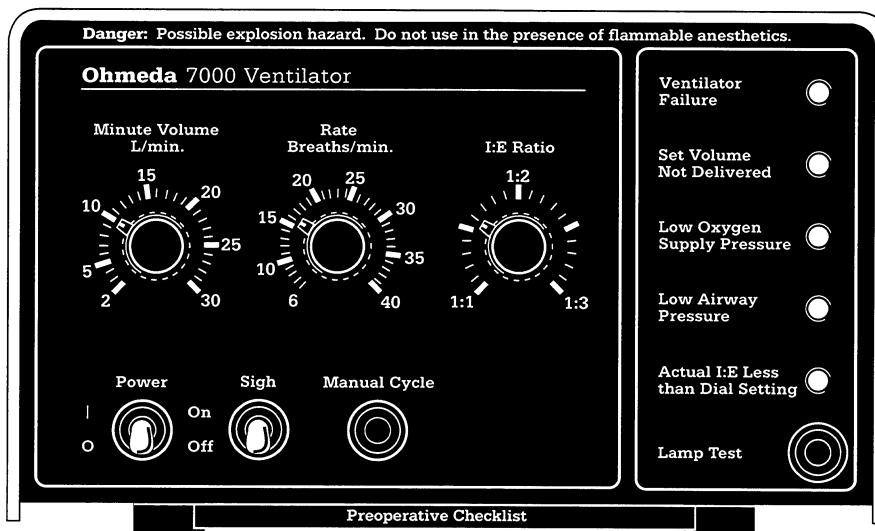 Danger: Possible explosion hazard. Do not use in the presence of flammable anesthetics.
Ohmeda 7000 Ventilator
Minute Volume
L/min.
2
5
10
15
20
25
30
Rate
Breaths/min.
6
10
15
20
25
30
35
40
I:E Ratio
1:1
1:2
1:3
Power
|
O
Sigh
On
Off
Manual Cycle
Ventilator
Failure
Set Volume
Not Delivered
Low Oxygen
Supply Pressure
Low Airway
Pressure
Actual I:E Less
than Dial Setting
Lamp Test
Preoperative Checklist